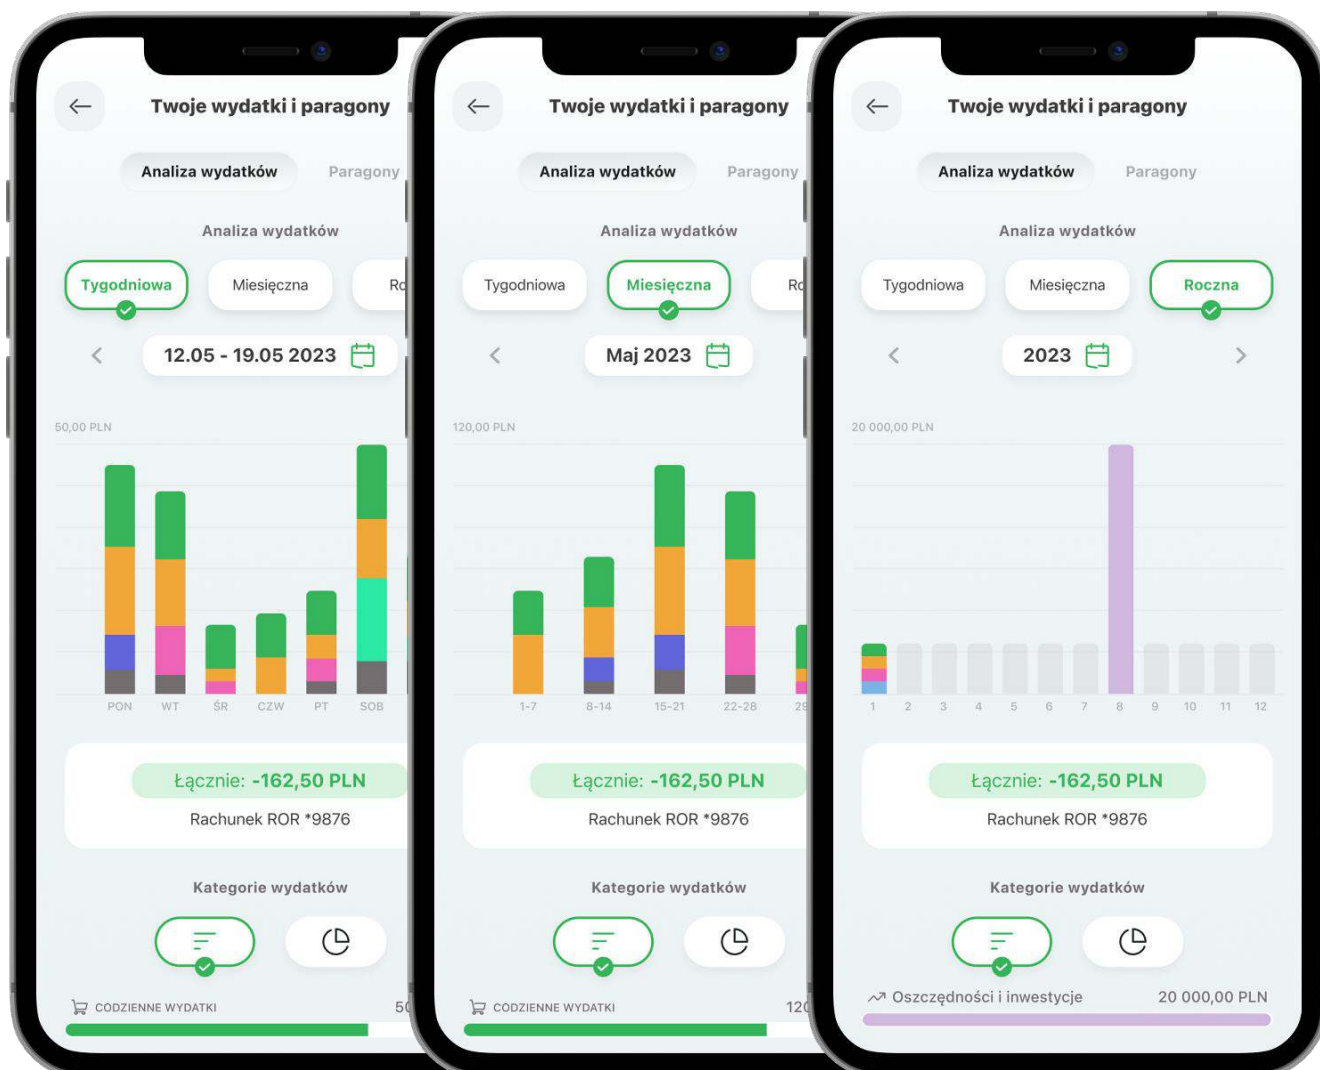 Twoje wydatki i paragony
Analiza wydatków Paragony
Analiza wydatków
Tygodniowa Miesięczna
12.05 - 19.05 2023
50,00 PLN
PON WT ŚR CZW PT SOB
Łącznie: -162,50 PLN
Rachunek ROR *9876
Kategorie wydatków
CODZIENNE WYDATKI
Twoje wydatki i paragony
Analiza wydatków Paragony
Analiza wydatków
Tygodniowa Miesięczna
Maj 2023
120,00 PLN
1-7 8-14 15-21 22-28
Łącznie: -162,50 PLN
Rachunek ROR *9876
Kategorie wydatków
CODZIENNE WYDATKI
Twoje wydatki i paragony
Analiza wydatków Paragony
Analiza wydatków
Tygodniowa Miesięczna Roczna
2023
20 000,00 PLN
1 2 3 4 5 6 7 8 9 10 11 12
Łącznie: -162,50 PLN
Rachunek ROR *9876
Kategorie wydatków
Oszczędności i inwestycje 20 000,00 PLN